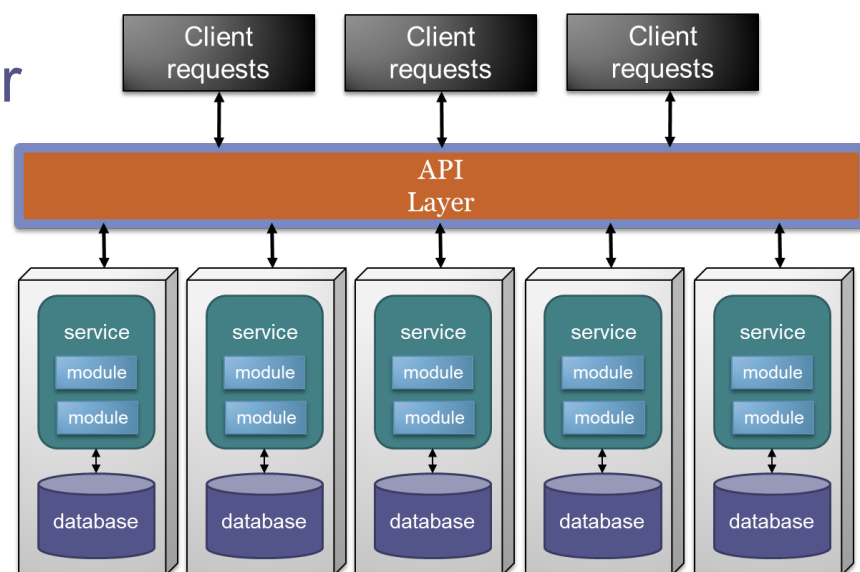 r
Client
requests
Client
requests
Client
requests
API
Layer
service
module
module
database
service
module
module
database
service
module
module
database
service
module
module
database
service
module
module
database